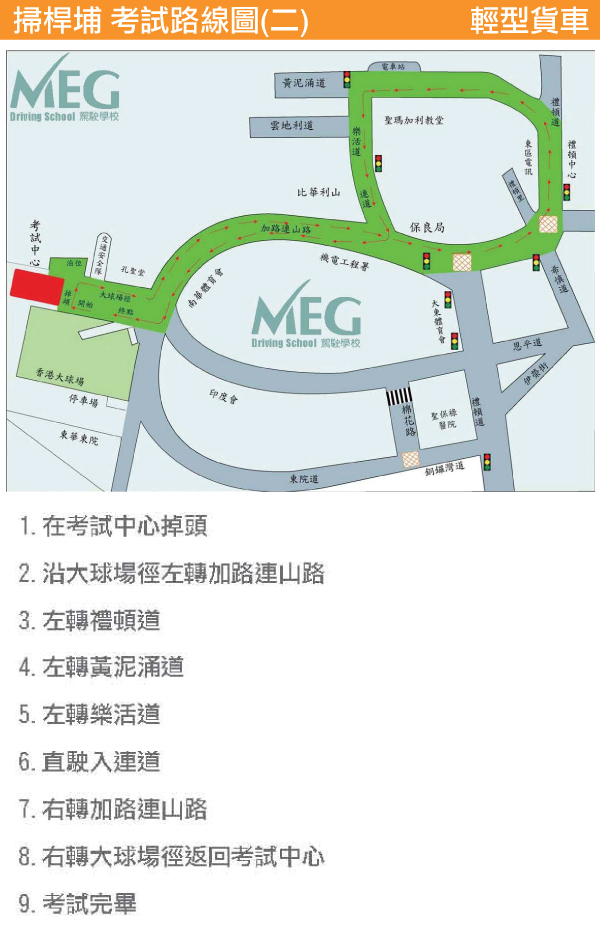 掃桿埔 考試路線圖(二)
輕型貨車
MEG
Driving School 駕駛學校
電車站
黃泥涌道
雲地利道
樂活道
聖瑪加利教堂
禮頓道
東區電訊
禮頓中心
禮頓里
比華利山
連道
加路連山路
保良局
機電工程署
考試中心
泊位
交通安全隊
孔聖堂
南華體育會
掉頭
開始
大球場徑
終點
希慎道
MEG
Driving School 駕駛學校
大東體育會
恩平道
伊榮街
香港大球場
停車場
印度會
棉花路
聖保祿醫院
禮頓道
東華東院
銅鑼灣道
東院道
1. 在考試中心掉頭
2. 沿大球場徑左轉加路連山路
3. 左轉禮頓道
4. 左轉黃泥涌道
5. 左轉樂活道
6. 直駛入連道
7. 右轉加路連山路
8. 右轉大球場徑返回考試中心
9. 考試完畢